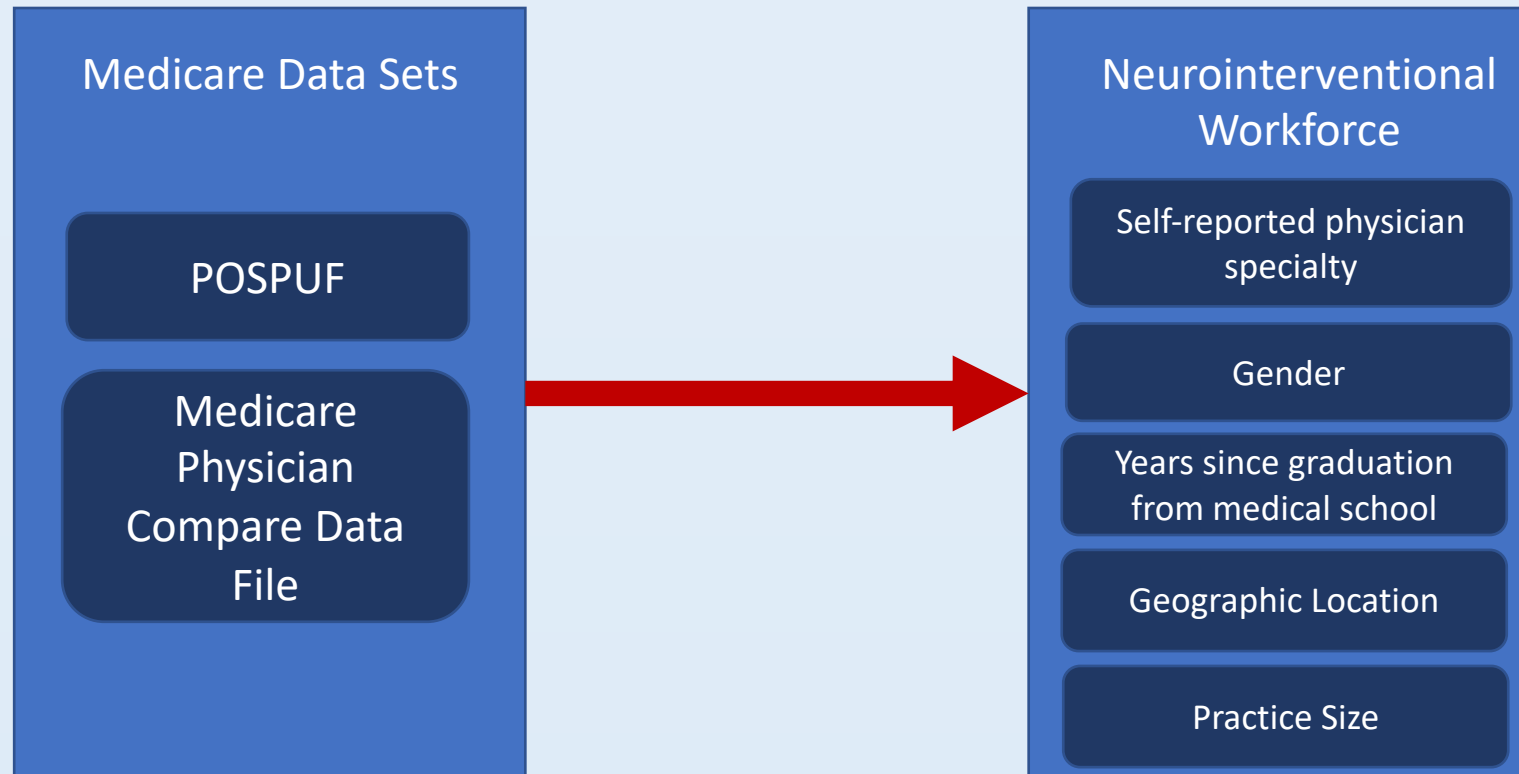 Medicare Data Sets
POSPUF
Medicare
Physician
Compare Data
File
Neurointerventional
Workforce
Self-reported physician
specialty
Gender
Years since graduation
from medical school
Geographic Location
Practice Size